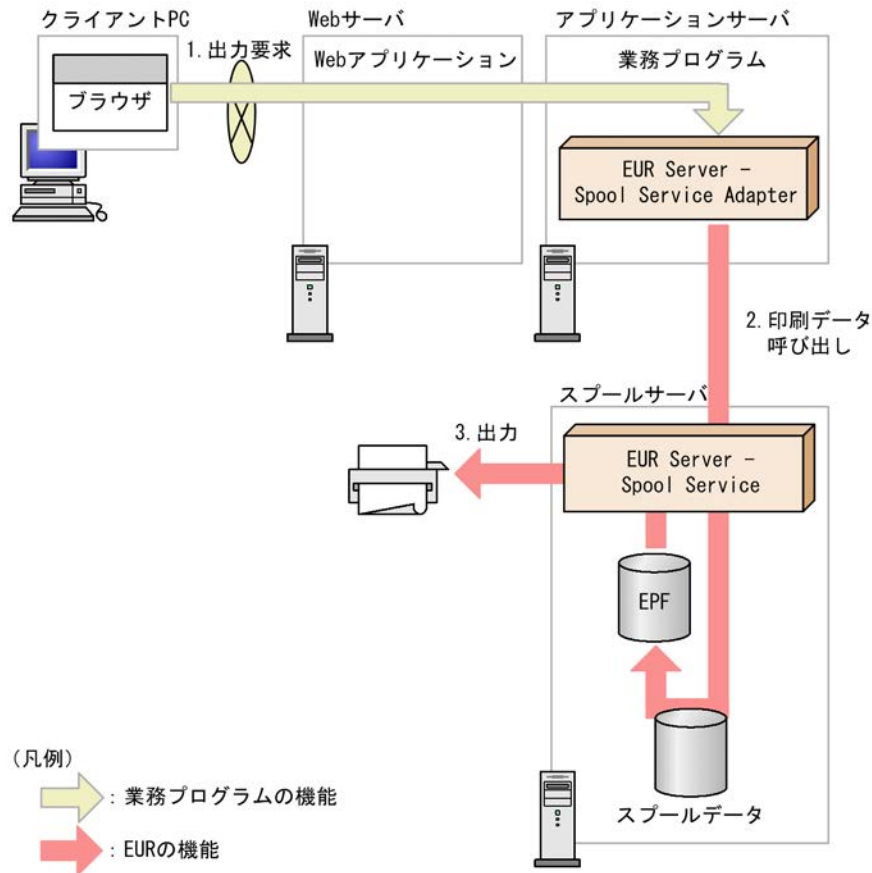 クライアントPC
Webサーバ
アプリケーションサーバ
1.出力要求
Webアプリケーション
業務プログラム
ブラウザ
EUR Server −
Spool Service Adapter
2.印刷データ
呼び出し
スプールサーバ
3.出力
EUR Server −
Spool Service
EPF
スプールデータ
(凡例)
：業務プログラムの機能
：EURの機能